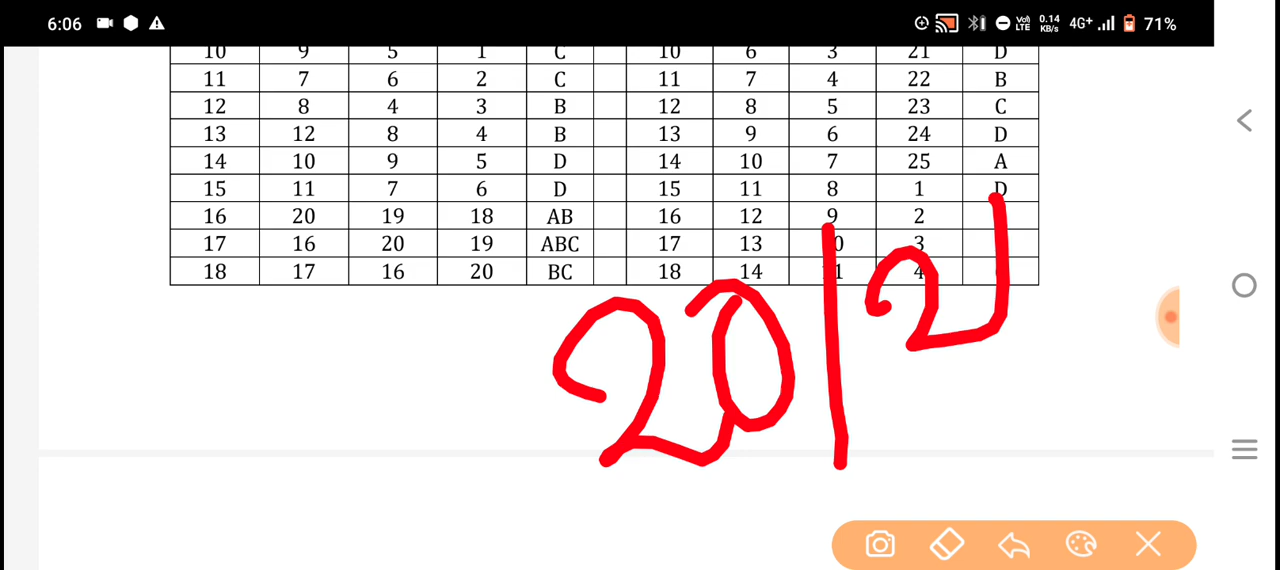 6:06 Vo) LTE 0.14 KB/s 4G+ 71%
10 9 5 1 C 10 6 3 21 D
11 7 6 2 C 11 7 4 22 B
12 8 4 3 B 12 8 5 23 C
13 12 8 4 B 13 9 6 24 D
14 10 9 5 D 14 10 7 25 A
15 11 7 6 D 15 11 8 1 D
16 20 19 18 AB 16 12 9 2
17 16 20 19 ABC 17 13 10 3
18 17 16 20 BC 18 14 11 4